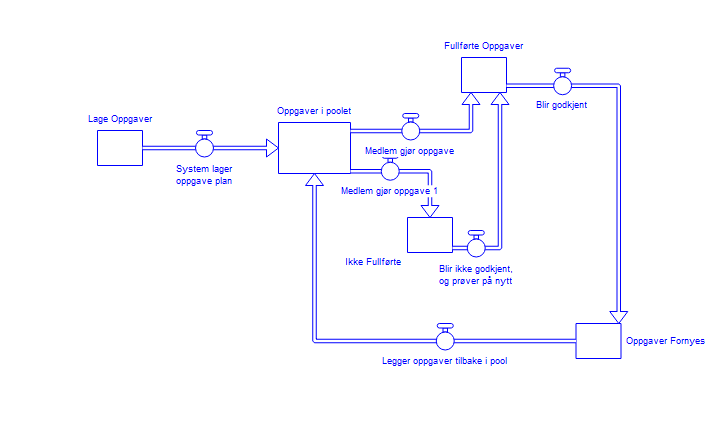 Fullførte Oppgaver
Blir godkjent
Oppgaver i poolet
Lage Oppgaver
Medlem gjør oppgave
System lager
oppgave plan
Medlem gjør oppgave 1
Ikke Fullførte
Blir ikke godkjent,
og prøver på nytt
Oppgaver Fornyes
Legger oppgaver tilbake i pool